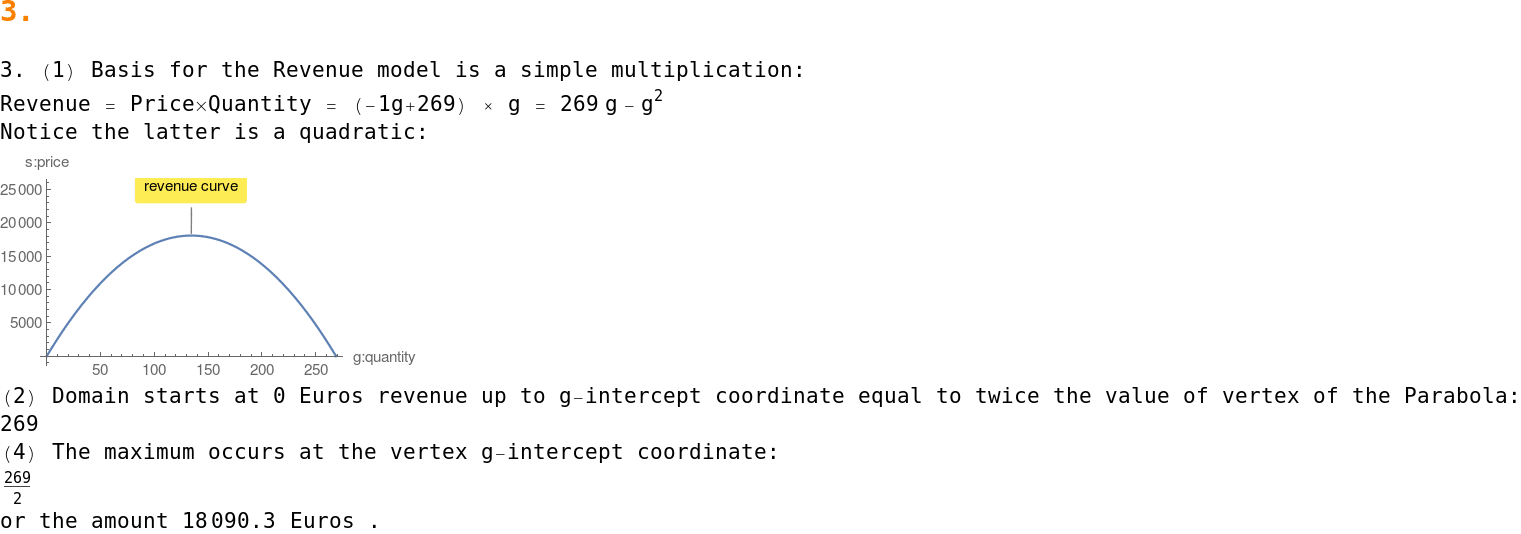 3.
3. (1) Basis for the Revenue model is a simple multiplication:
Revenue = Price×Quantity = (-1g+269) × g = 269 g - g²
Notice the latter is a quadratic:
s:price
revenue curve
25000
20000
15000
10000
5000
50 100 150 200 250
g:quantity
(2) Domain starts at 0 Euros revenue up to g-intercept coordinate equal to twice the value of vertex of the Parabola:
269
(4) The maximum occurs at the vertex g-intercept coordinate:
269
2
or the amount 18090.3 Euros .